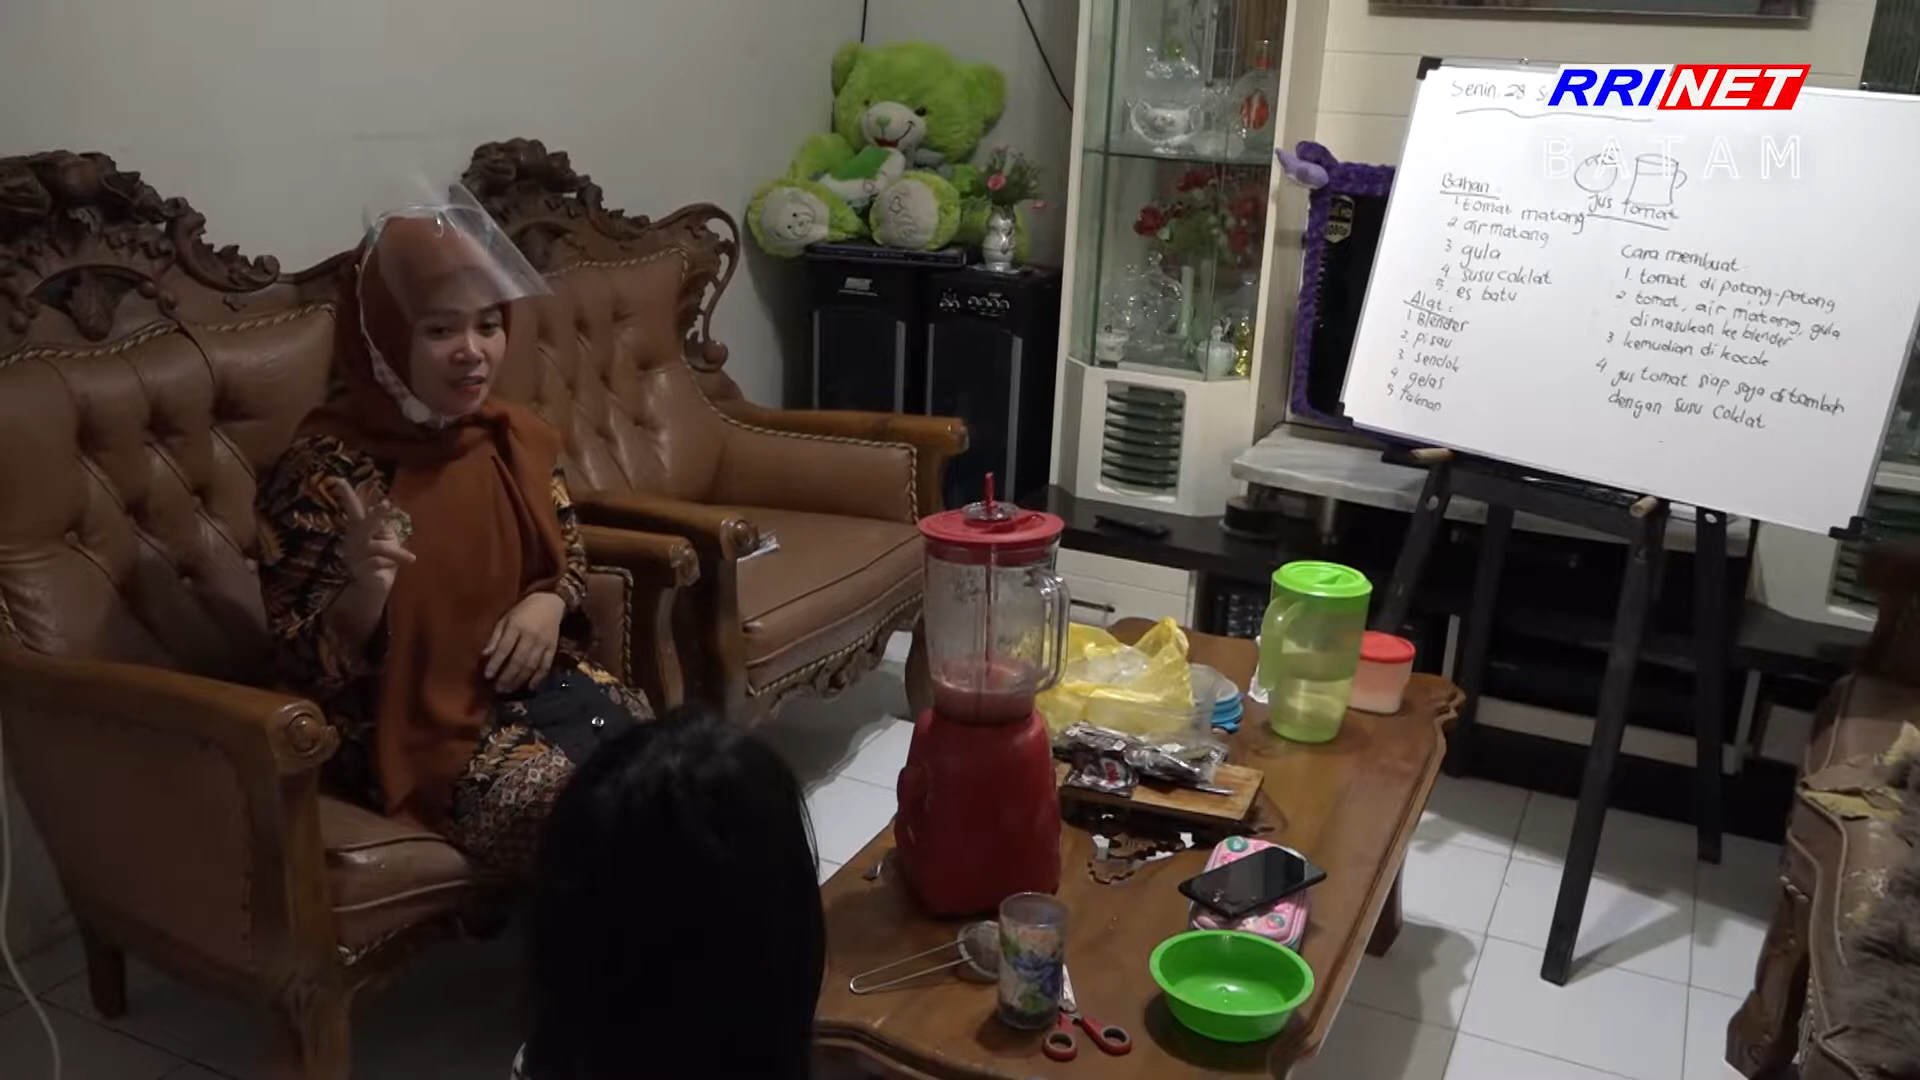 RRINET
BATAM
Senin, 28
Jus tomat
Bahan :
1. tomat matang
2 air matang
3 gula
4 susu coklat
5. es batu
Alat :
1. Blender
2. pisau
3 sendok
4 gelas
5. Talenan
Cara membuat
1. tomat di potong-potong
2. tomat, air matang, gula
dimasukan ke blender
3 kemudian di kocok
4 jus tomat siap saja ditambah
dengan susu Coklat